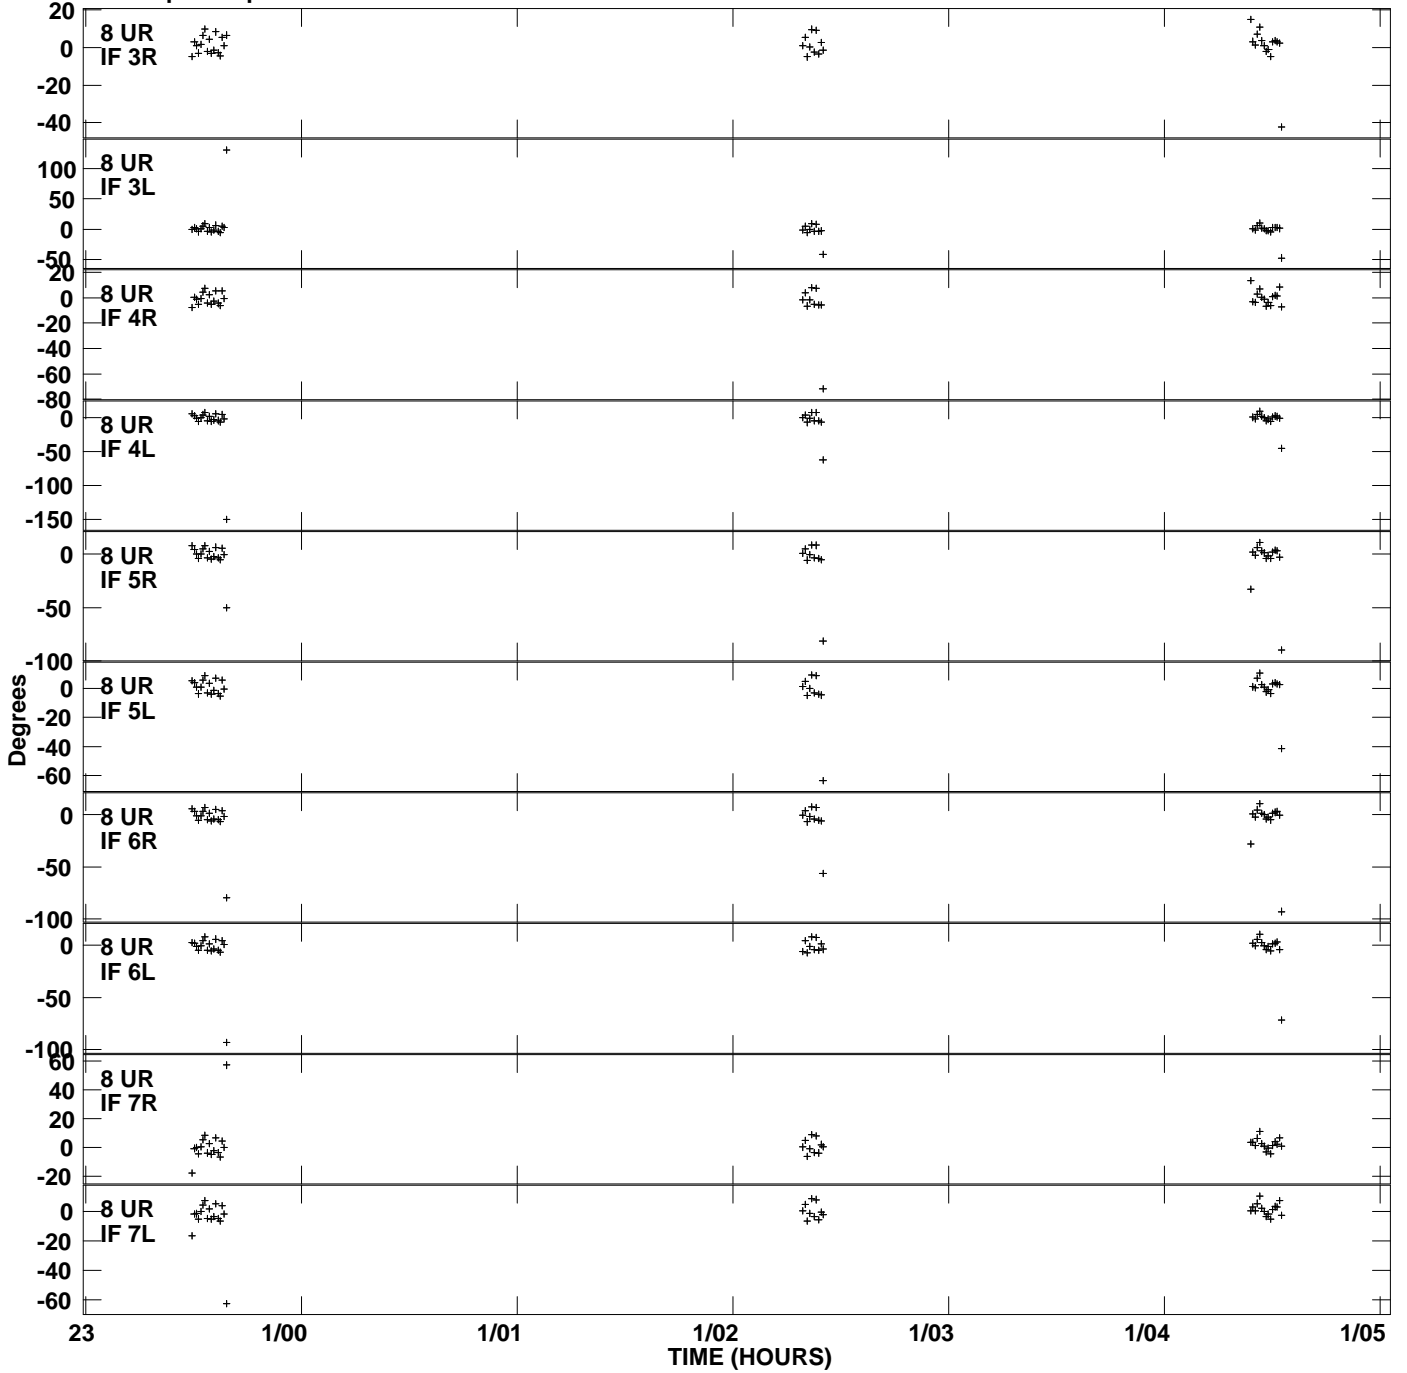 20
0
-20
-40
8 UR
IF 3R
100
50
0
-50
8 UR
IF 3L
20
0
-20
-40
-60
-80
8 UR
IF 4R
0
-50
-100
-150
8 UR
IF 4L
0
-50
-100
8 UR
IF 5R
0
-20
-40
-60
8 UR
IF 5L
Degrees
0
-50
-100
8 UR
IF 6R
0
-50
-100
8 UR
IF 6L
60
40
20
0
-20
8 UR
IF 7R
0
-20
-40
-60
8 UR
IF 7L
23 1/00 1/01 1/02 1/03 1/04 1/05
TIME (HOURS)